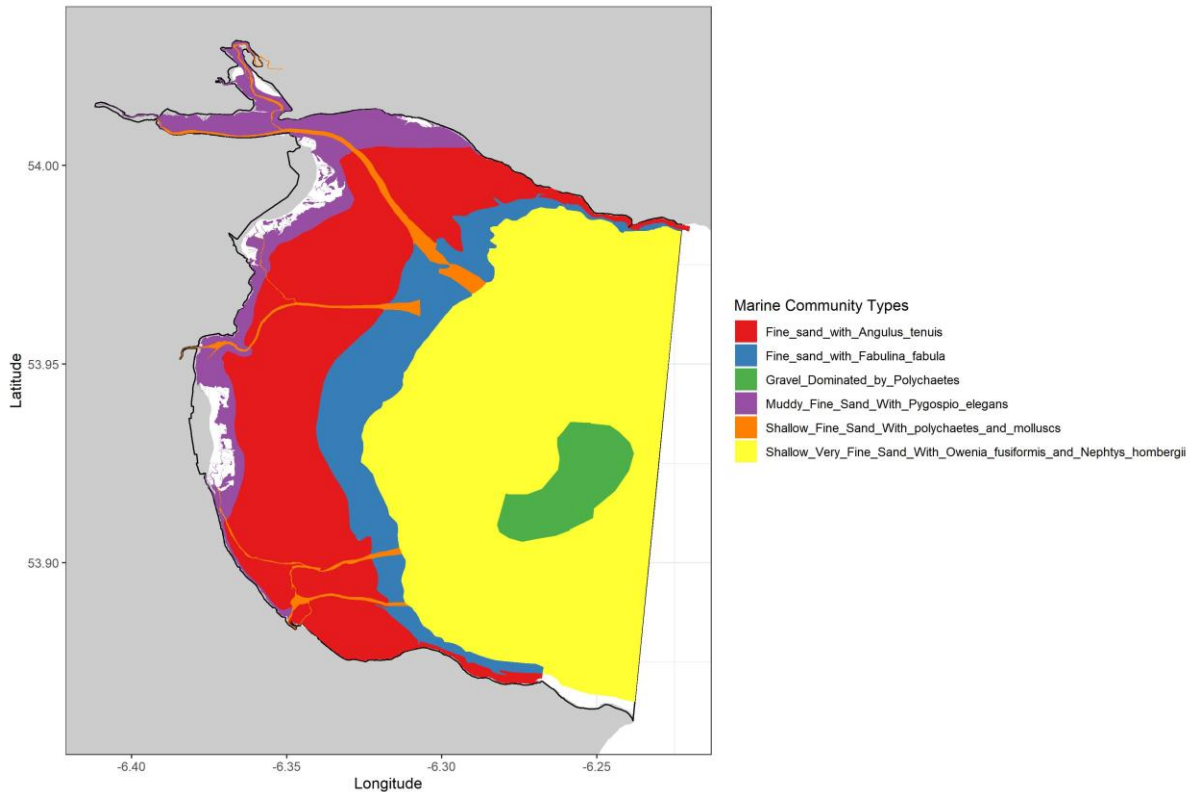 54.00
53.95
53.90
Latitude
-6.40
-6.35
-6.30
-6.25
Longitude
Marine Community Types
Fine_sand_with_Angulus_tenuis
Fine_sand_with_Fabulina_fabula
Gravel_Dominated_by_Polychaetes
Muddy_Fine_Sand_With_Pygospio_elegans
Shallow_Fine_Sand_With_polychaetes_and_molluscs
Shallow_Very_Fine_Sand_With_Owenia_fusiformis_and_Nephtys_hombergii